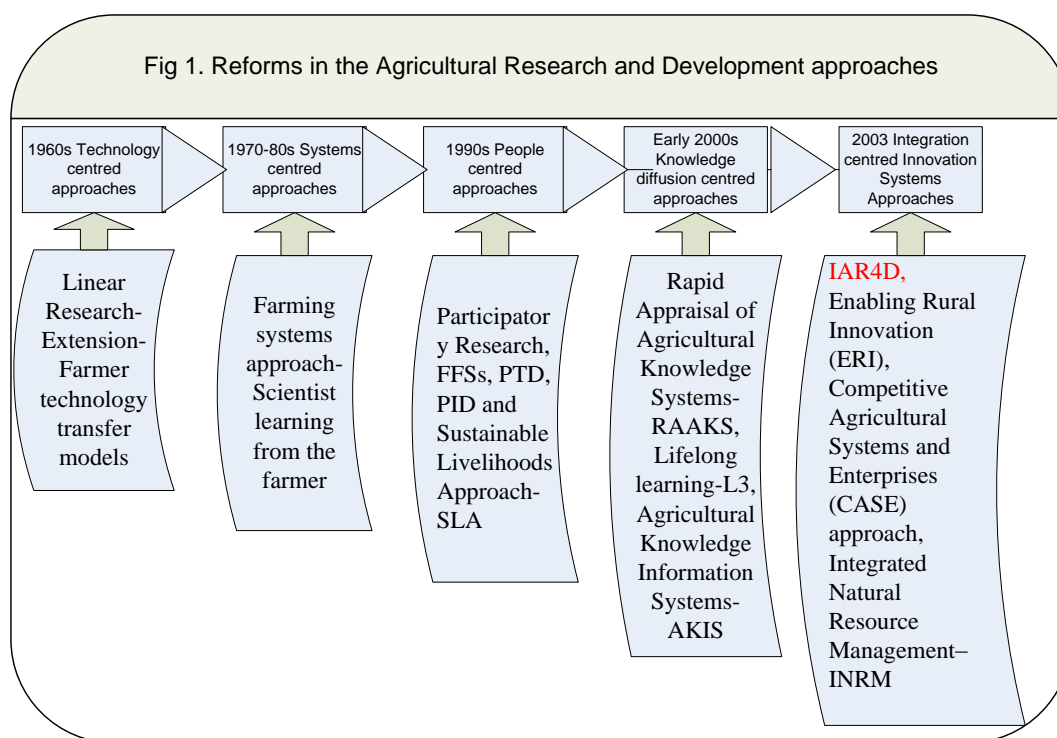 Fig 1. Reforms in the Agricultural Research and Development approaches
1960s Technology
centred
approaches
1970-80s Systems
centred
approaches
1990s People
centred
approaches
Early 2000s
Knowledge
diffusion centred
approaches
2003 Integration
centred Innovation
Systems
Approaches
Linear
Research-
Extension-
Farmer
technology
transfer
models
Farming
systems
approach-
Scientist
learning
from the
farmer
Participator
y Research,
FFSs, PTD,
PID and
Sustainable
Livelihoods
Approach-
SLA
Rapid
Appraisal of
Agricultural
Knowledge
Systems-
RAAKS,
Lifelong
learning-L3,
Agricultural
Knowledge
Information
Systems-
AKIS
IAR4D,
Enabling Rural
Innovation
(ERI),
Competitive
Agricultural
Systems and
Enterprises
(CASE)
approach,
Integrated
Natural
Resource
Management–
INRM